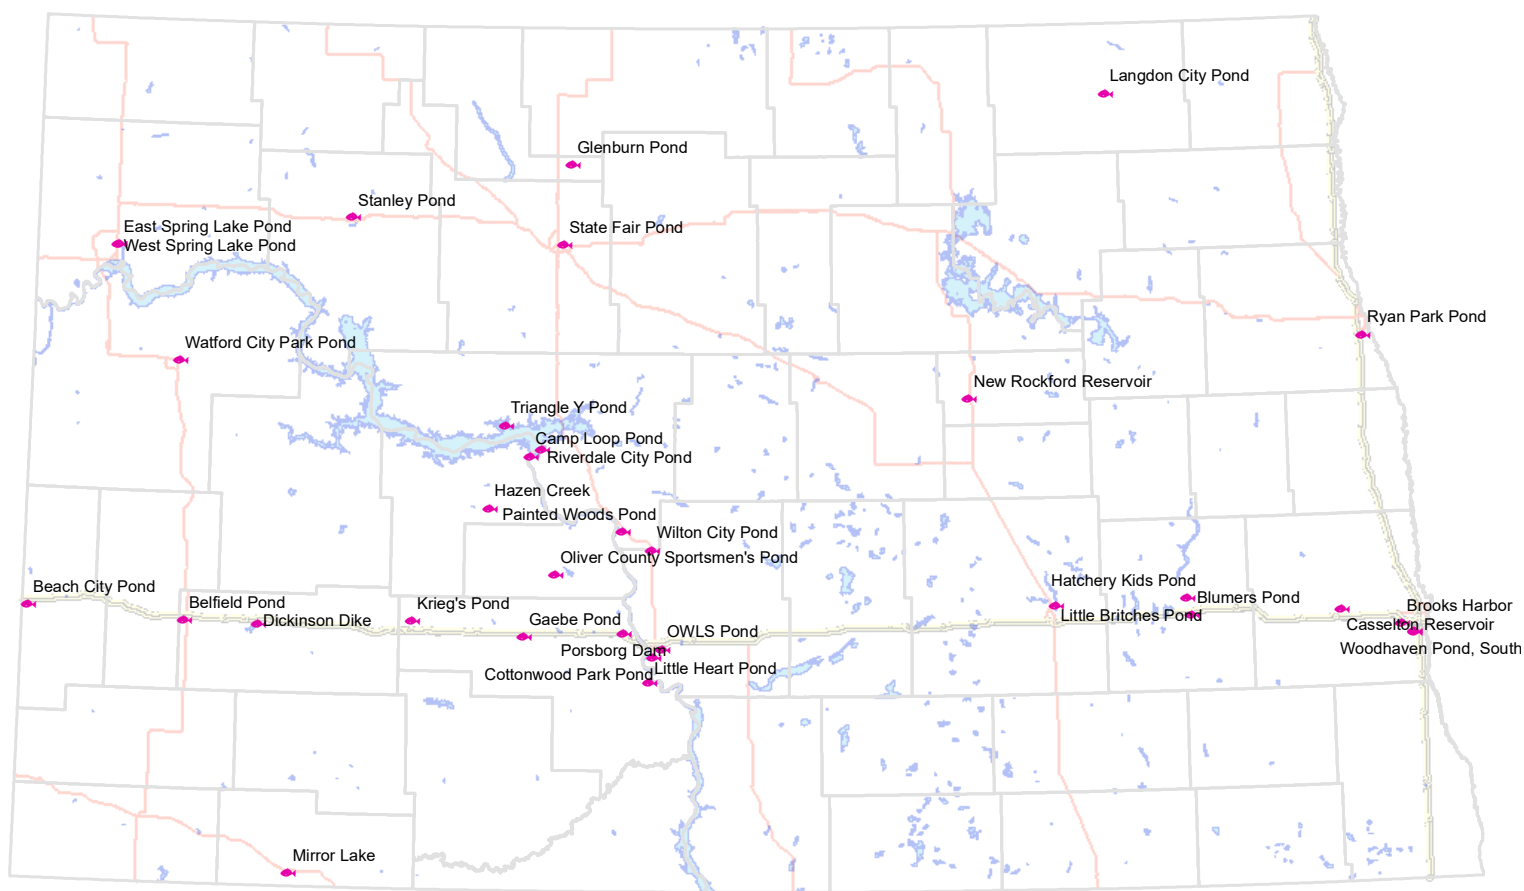 Langdon City Pond
Glenburn Pond
Stanley Pond
East Spring Lake Pond
State Fair Pond
West Spring Lake Pond
Ryan Park Pond
Watford City Park Pond
New Rockford Reservoir
Triangle Y Pond
Camp Loop Pond
Riverdale City Pond
Hazen Creek
Painted Woods Pond
Wilton City Pond
Oliver County Sportsmen's Pond
Hatchery Kids Pond
Beach City Pond
Blumers Pond
Belfield Pond
Krieg's Pond
Brooks Harbor
Little Britches Pond
Dickinson Dike
Gaebe Pond
Casselton Reservoir
OWLS Pond
Woodhaven Pond, South
Porsborg Dam
Little Heart Pond
Cottonwood Park Pond
Mirror Lake